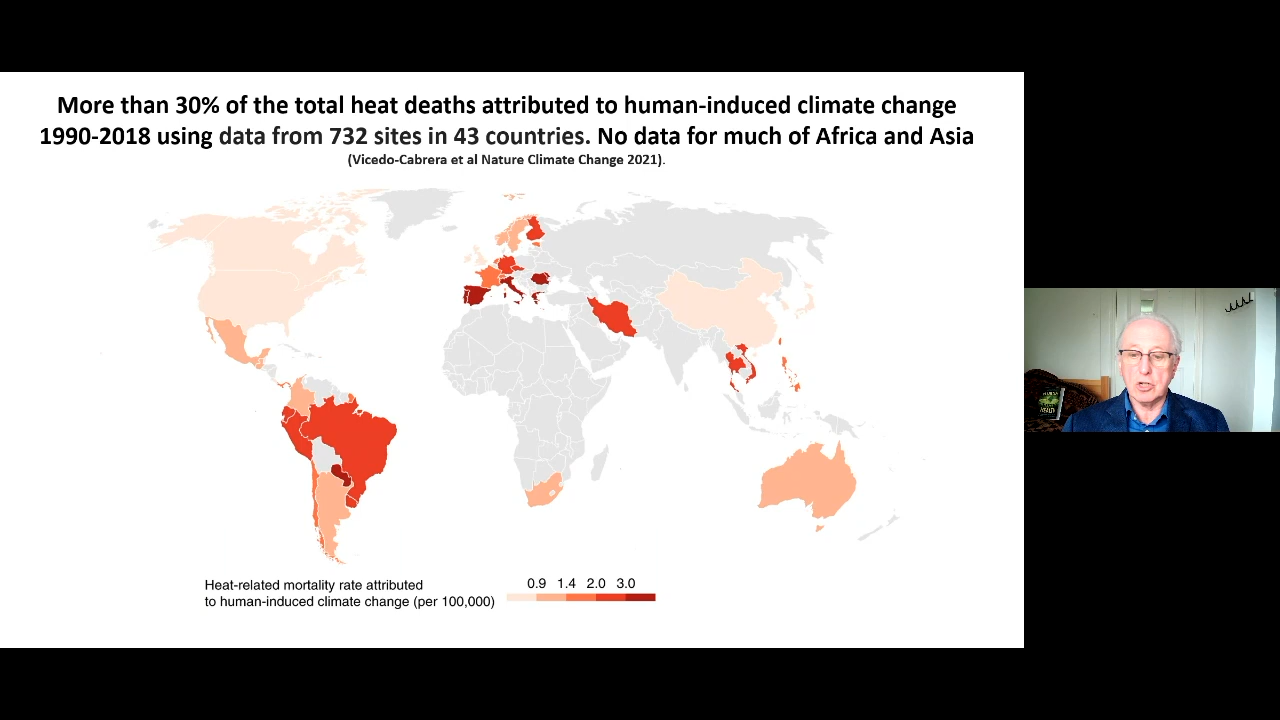 More than 30% of the total heat deaths attributed to human-induced climate change
1990-2018 using data from 732 sites in 43 countries. No data for much of Africa and Asia
(Vicedo-Cabrera et al Nature Climate Change 2021).
Heat-related mortality rate attributed
to human-induced climate change (per 100,000)
0.9 1.4 2.0 3.0